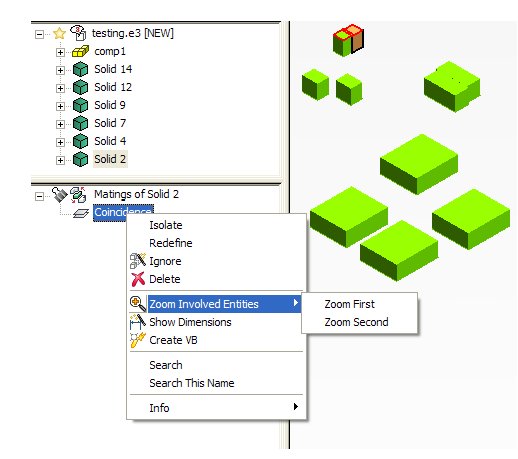 testing.e3 [NEW]
comp1
Solid 14
Solid 12
Solid 9
Solid 7
Solid 4
Solid 2
Matings of Solid 2
Coincidence
Isolate
Redefine
Ignore
Delete
Zoom Involved Entities
Zoom First
Zoom Second
Show Dimensions
Create VB
Search
Search This Name
Info